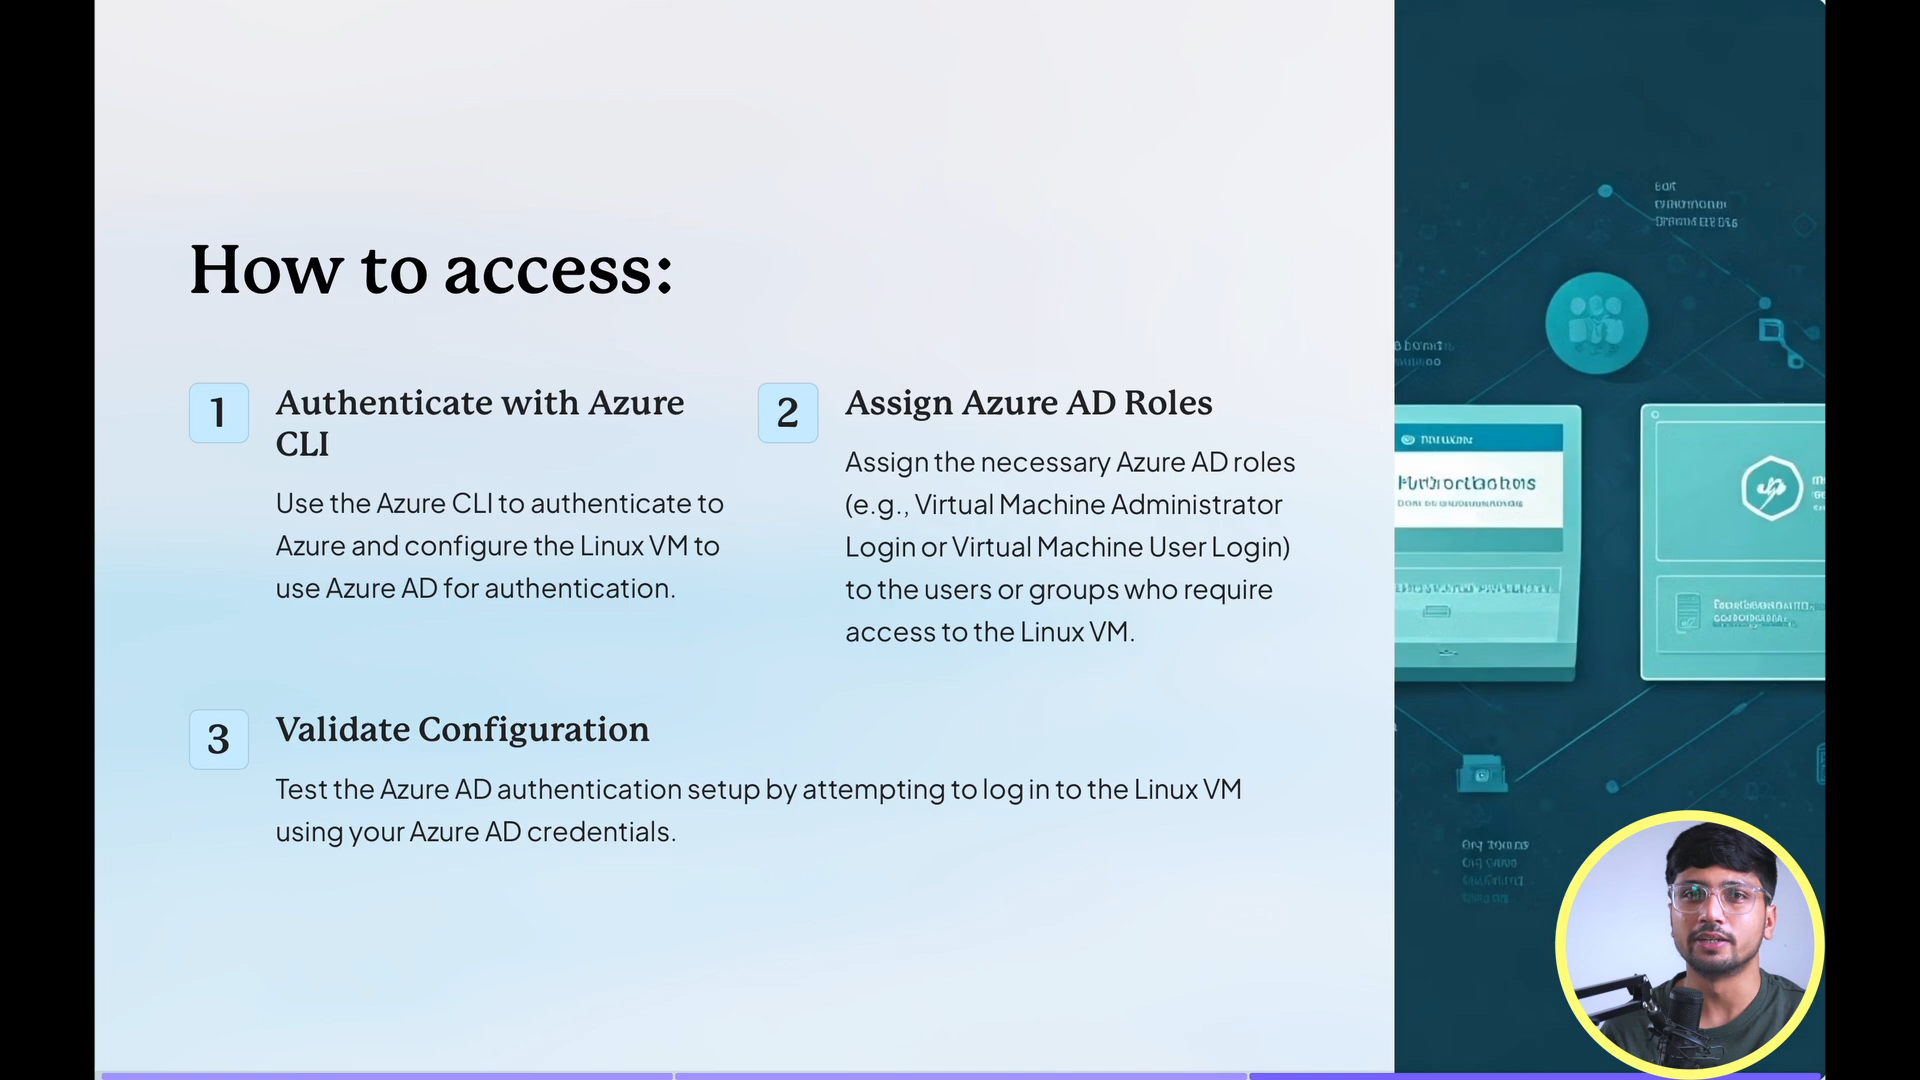 How to access:
1
Authenticate with Azure
CLI
Use the Azure CLI to authenticate to
Azure and configure the Linux VM to
use Azure AD for authentication.
2
Assign Azure AD Roles
Assign the necessary Azure AD roles
(e.g., Virtual Machine Administrator
Login or Virtual Machine User Login)
to the users or groups who require
access to the Linux VM.
3
Validate Configuration
Test the Azure AD authentication setup by attempting to log in to the Linux VM
using your Azure AD credentials.